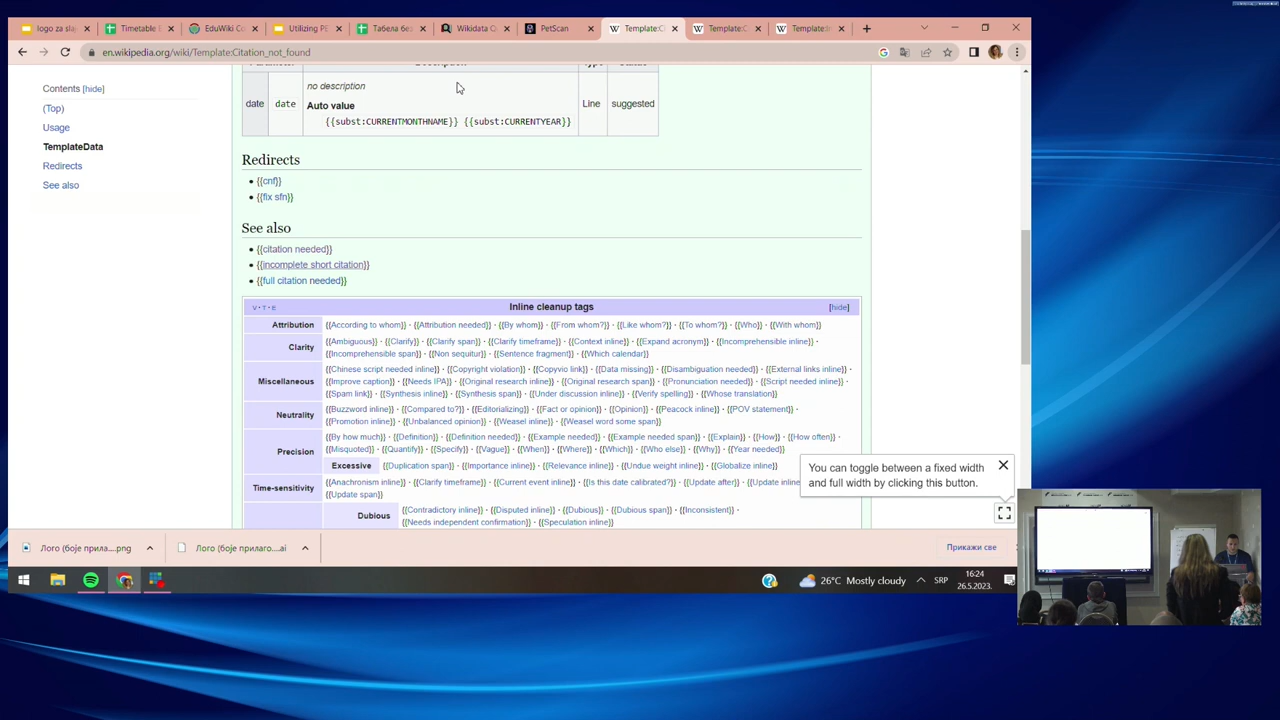 logo za slaj
Timetable E
EduWiki Co
Utilizing PE
Табела без
Wikidata Cu
PetScan
Template:Ci
Template:C
Template:di
en.wikipedia.org/wiki/Template:Citation_not_found
Contents [hide]
(Top)
Usage
TemplateData
Redirects
See also
Parameter Description Type Status
date date no description
Auto value
{{subst:CURRENTMONTHNAME}} {{subst:CURRENTYEAR}}
Line suggested
Redirects
• {{cnf}}
• {{fix sfn}}
See also
• {{citation needed}}
• {{incomplete short citation}}
• {{full citation needed}}
V · T · E Inline cleanup tags [hide]
Attribution {{According to whom}} · {{Attribution needed}} · {{By whom}} · {{From whom?}} · {{Like whom?}} · {{To whom?}} · {{Who}} · {{With whom}}
Clarity {{Ambiguous}} · {{Clarify}} · {{Clarify span}} · {{Clarify timeframe}} · {{Context inline}} · {{Expand acronym}} · {{Incomprehensible inline}} ·
{{Incomprehensible span}} · {{Non sequitur}} · {{Sentence fragment}} · {{Which calendar}}
Miscellaneous {{Chinese script needed inline}} · {{Copyright violation}} · {{Copyvio link}} · {{Data missing}} · {{Disambiguation needed}} · {{External links inline}} ·
{{Improve caption}} · {{Needs IPA}} · {{Original research inline}} · {{Original research span}} · {{Pronunciation needed}} · {{Script needed inline}} ·
{{Spam link}} · {{Synthesis inline}} · {{Synthesis span}} · {{Under discussion inline}} · {{Verify spelling}} · {{Whose translation}}
Neutrality {{Buzzword inline}} · {{Compared to?}} · {{Editorializing}} · {{Fact or opinion}} · {{Opinion}} · {{Peacock inline}} · {{POV statement}} ·
{{Promotion inline}} · {{Unbalanced opinion}} · {{Weasel inline}} · {{Weasel word some span}}
Precision {{By how much}} · {{Definition}} · {{Definition needed}} · {{Example needed}} · {{Example needed span}} · {{Explain}} · {{How}} · {{How often}} ·
{{Misquoted}} · {{Quantify}} · {{Specify}} · {{Vague}} · {{When}} · {{Where}} · {{Which}} · {{Who else}} · {{Why}} · {{Year needed}}
Excessive {{Duplication span}} · {{Importance inline}} · {{Relevance inline}} · {{Undue weight inline}} · {{Globalize inline}}
Time-sensitivity {{Anachronism inline}} · {{Clarify timeframe}} · {{Current event inline}} · {{Is this date calibrated?}} · {{Update after}} · {{Update inline
{{Update span}}
Dubious {{Contradictory inline}} · {{Disputed inline}} · {{Dubious}} · {{Dubious span}} · {{Inconsistent}} ·
{{Needs independent confirmation}} · {{Speculation inline}}
You can toggle between a fixed width
and full width by clicking this button.
Лого (боје прила....png
Лого (боје прилаго....ai
Прикажи све
26°C Mostly cloudy
SRP
16:24
26.5.2023.